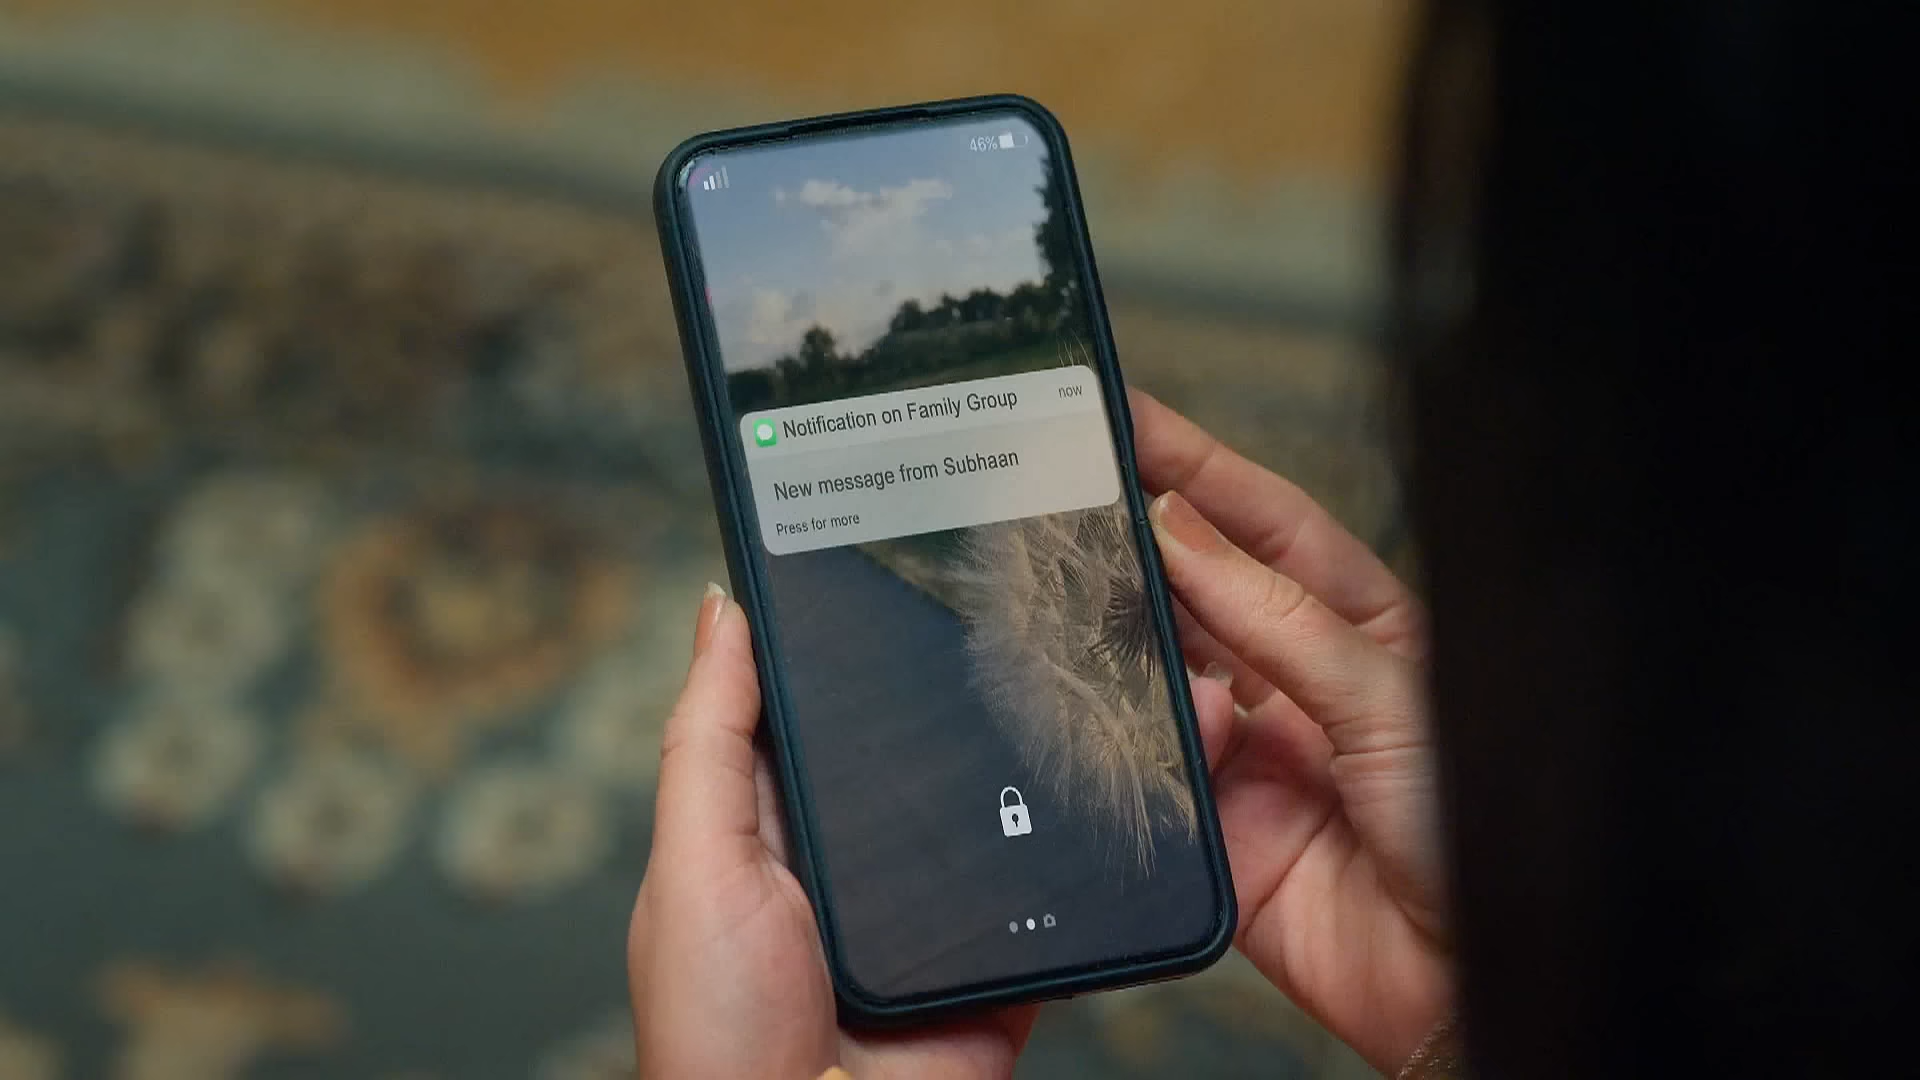 46%
Notification on Family Group
now
New message from Subhaan
Press for more